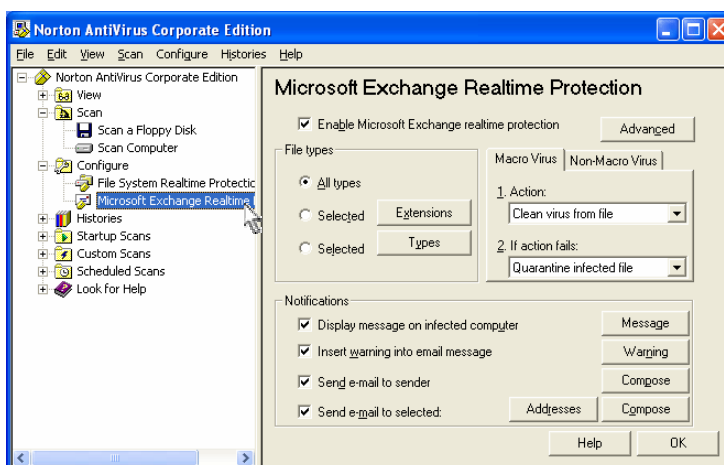 Norton AntiVirus Corporate Edition
File Edit View Scan Configure Histories Help
Norton AntiVirus Corporate Edition
View
Scan
Scan a Floppy Disk
Scan Computer
Configure
File System Realtime Protectic
Microsoft Exchange Realtime
Histories
Startup Scans
Custom Scans
Scheduled Scans
Look for Help
Microsoft Exchange Realtime Protection
Enable Microsoft Exchange realtime protection Advanced
File types
All types
Selected Extensions
Selected Types
Macro Virus Non-Macro Virus
1. Action:
Clean virus from file
2. If action fails:
Quarantine infected file
Notifications
Display message on infected computer Message
Insert warning into email message Warning
Send e-mail to sender Compose
Send e-mail to selected: Addresses Compose
Help OK